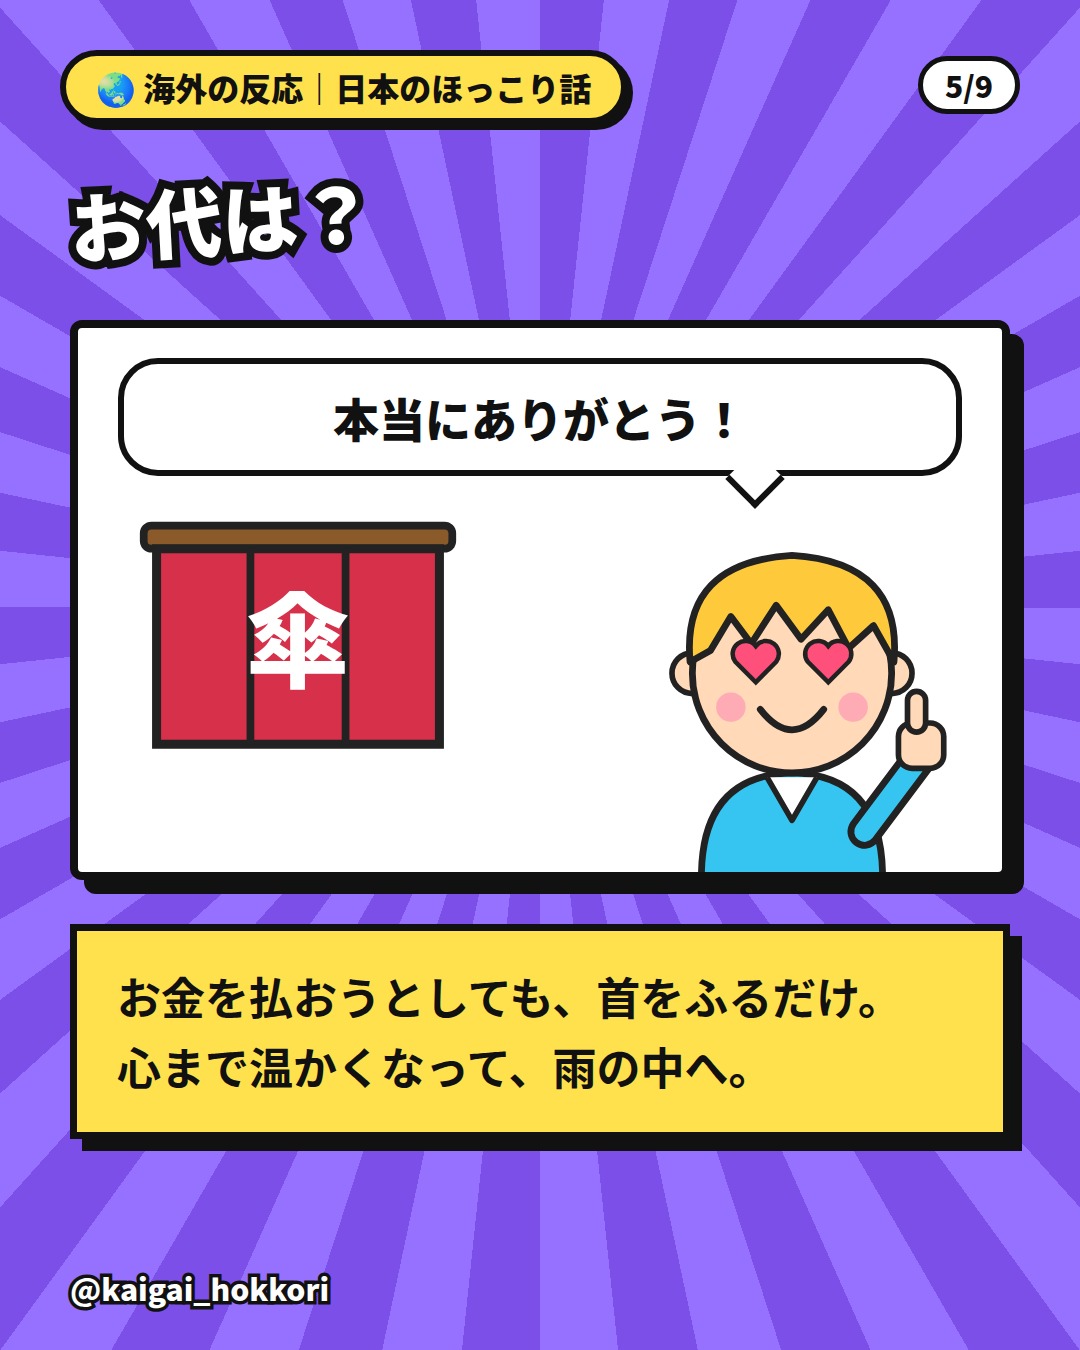 🌏 海外の反応｜日本のほっこり話
5/9
お代は？
本当にありがとう！
傘
お金を払おうとしても、首をふるだけ。
心まで温かくなって、雨の中へ。
@kaigai_hokkori